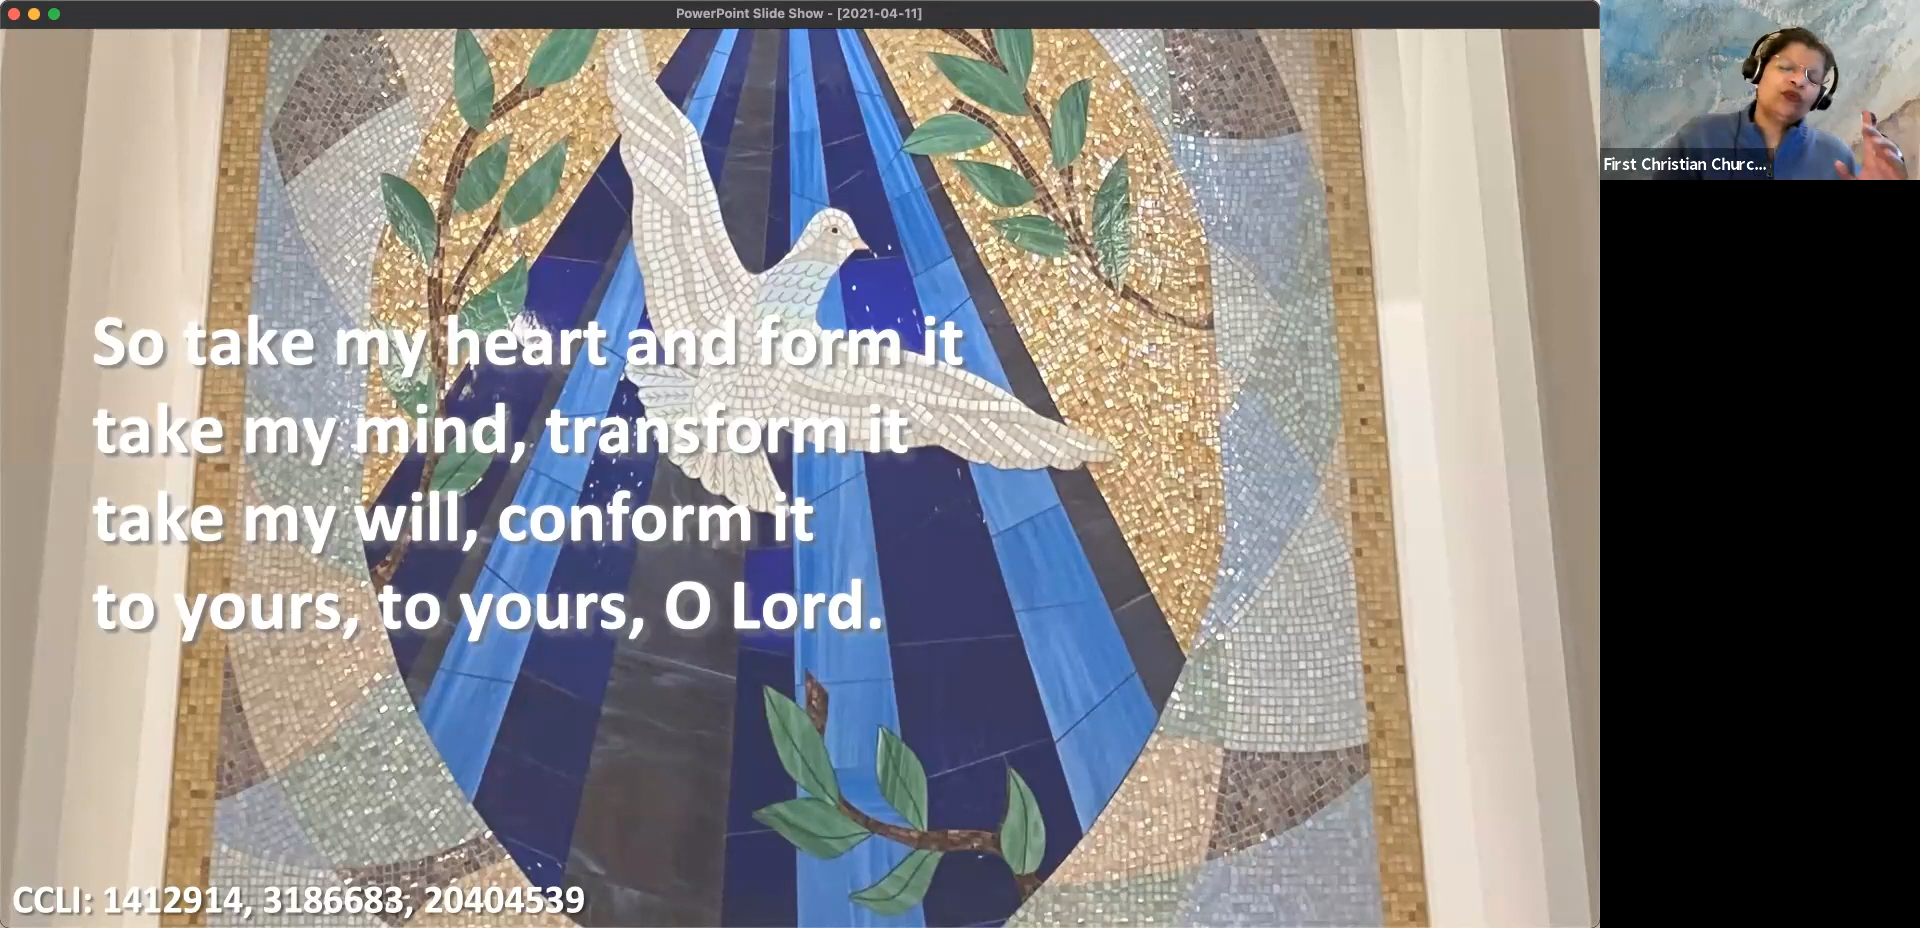 PowerPoint Slide Show - [2021-04-11]
First Christian Churc...
So take my heart and form it
take my mind, transform it
take my will, conform it
to yours, to yours, O Lord.
CCLI: 1412914, 3186683, 20404539